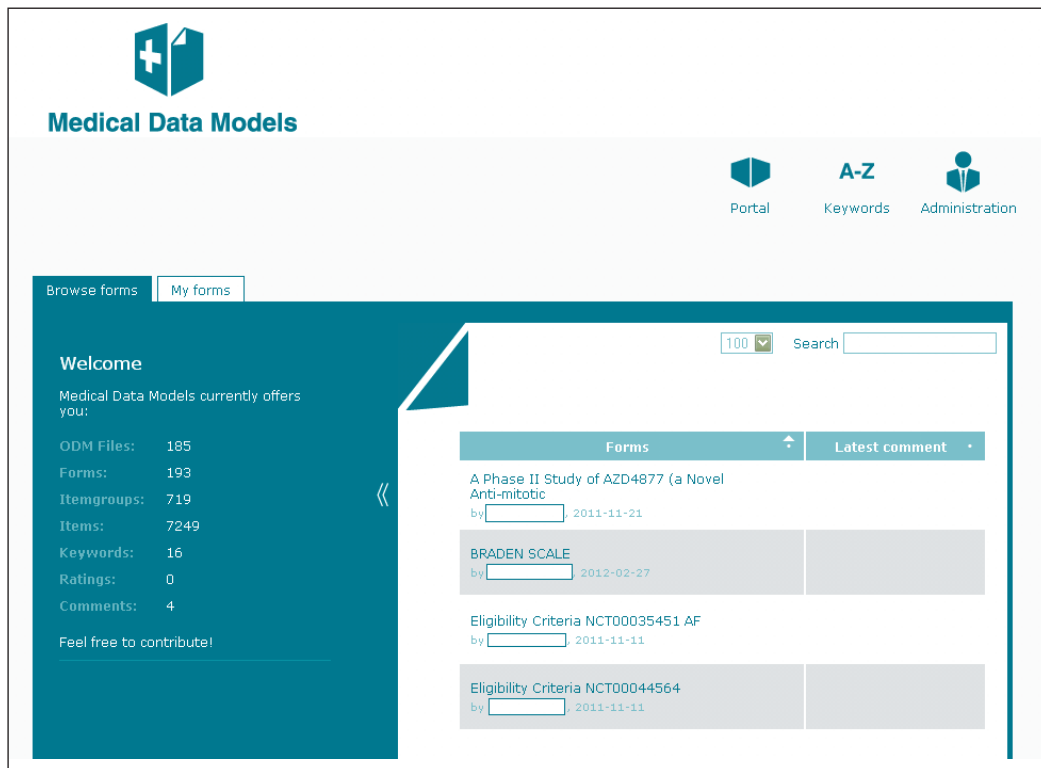 Medical Data Models
A-Z
Portal
Keywords
Administration
Browse forms
My forms
100
Search
Welcome
Medical Data Models currently offers
you:
ODM Files: 185
Forms: 193
Itemgroups: 719
Items: 7249
Keywords: 16
Ratings: 0
Comments: 4
Feel free to contribute!
Forms
Latest comment
A Phase II Study of AZD4877 (a Novel
Anti-mitotic
by , 2011-11-21
BRADEN SCALE
by , 2012-02-27
Eligibility Criteria NCT00035451 AF
by , 2011-11-11
Eligibility Criteria NCT00044564
by , 2011-11-11